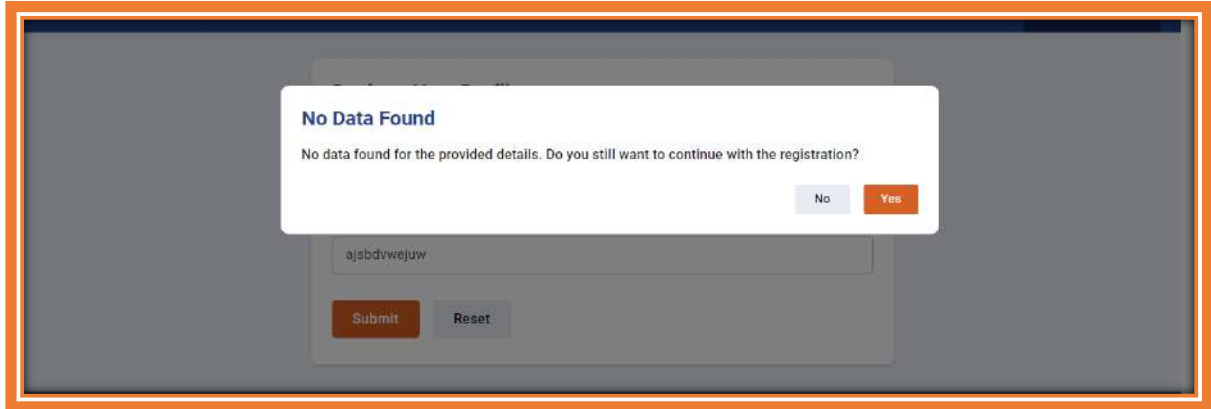 No Data Found
No data found for the provided details. Do you still want to continue with the registration?
No Yes
ajsbdvwejuw
Submit Reset